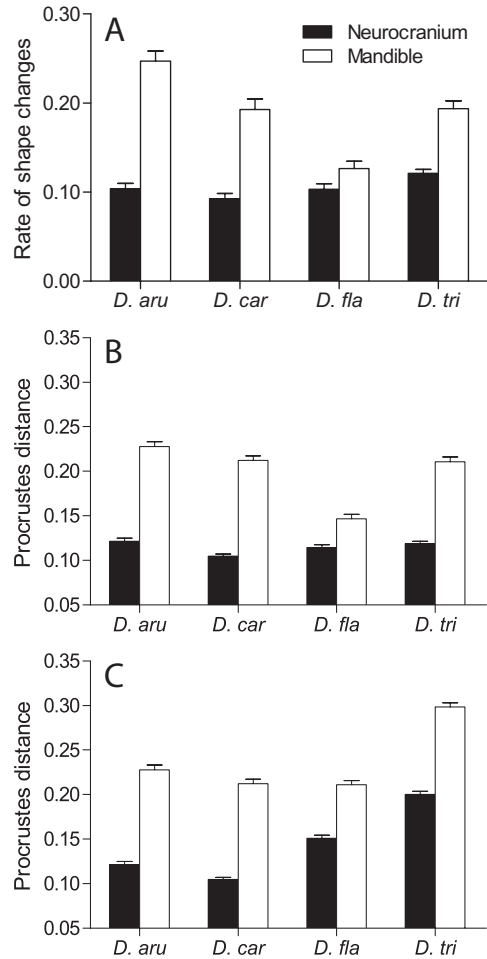 A
Neurocranium
Mandible
Rate of shape changes
0.20
0.10
0.00
D. aru D. car D. fla D. tri
B
Procrustes distance
0.35
0.30
0.25
0.20
0.15
0.10
0.05
D. aru D. car D. fla D. tri
C
Procrustes distance
0.35
0.30
0.25
0.20
0.15
0.10
0.05
D. aru D. car D. fla D. tri